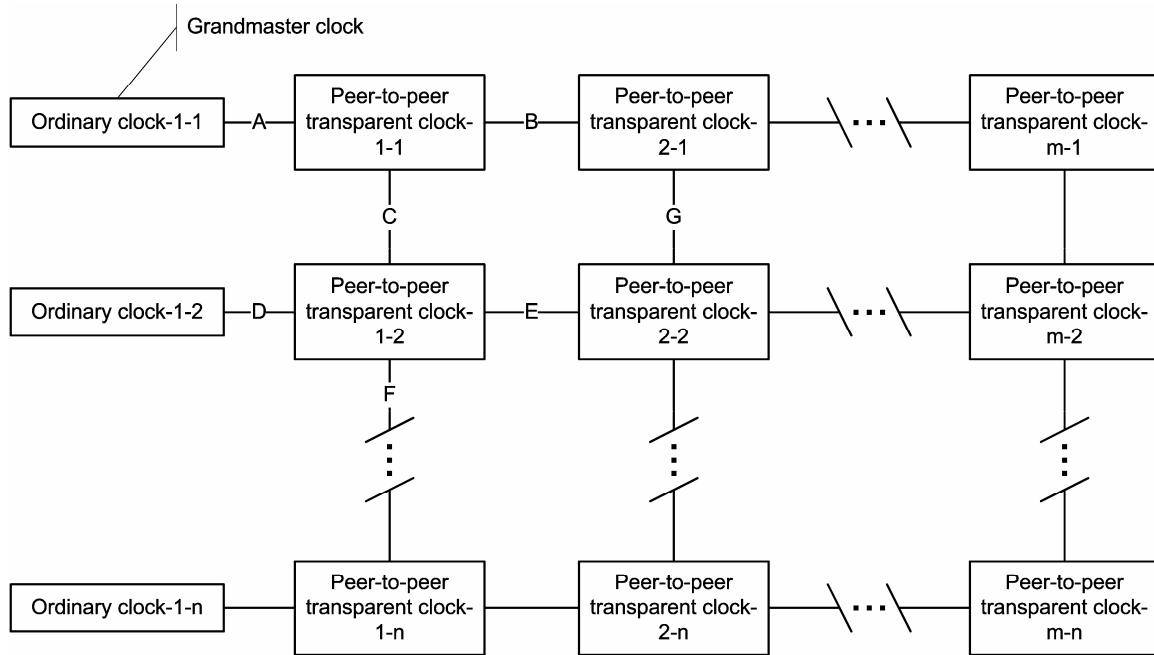 Grandmaster clock
Ordinary clock-1-1
A
Peer-to-peer
transparent clock-
1-1
B
Peer-to-peer
transparent clock-
2-1
Peer-to-peer
transparent clock-
m-1
C
G
Ordinary clock-1-2
D
Peer-to-peer
transparent clock-
1-2
E
Peer-to-peer
transparent clock-
2-2
Peer-to-peer
transparent clock-
m-2
F
Ordinary clock-1-n
Peer-to-peer
transparent clock-
1-n
Peer-to-peer
transparent clock-
2-n
Peer-to-peer
transparent clock-
m-n